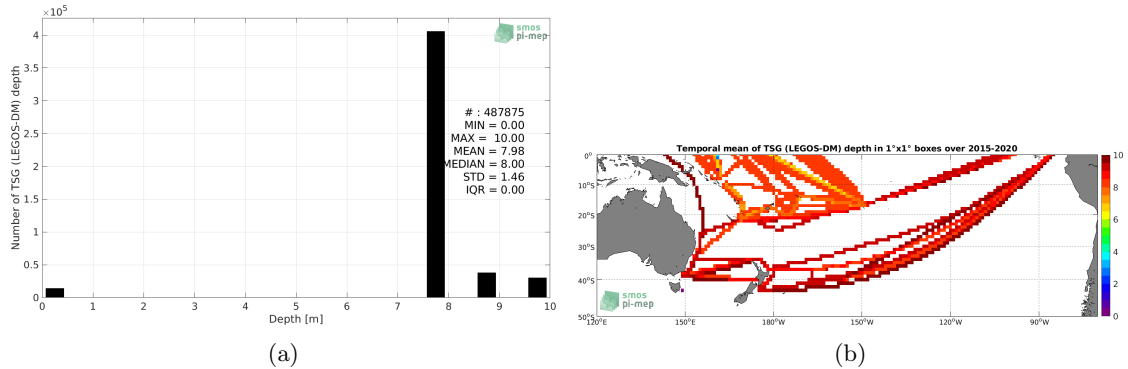 ×10⁵
smos
pi-mep
4
3.5
3
2.5
2
1.5
1
0.5
0
Number of TSG (LEGOS-DM) depth
# : 487875
MIN = 0.00
MAX = 10.00
MEAN = 7.98
MEDIAN = 8.00
STD = 1.46
IQR = 0.00
0 1 2 3 4 5 6 7 8 9 10
Depth [m]
(a)
Temporal mean of TSG (LEGOS-DM) depth in 1°x1° boxes over 2015-2020
0°
10°S
20°S
30°S
40°S
50°S
120°E 150°E 180°W 150°W 120°W 90°W
10
8
6
4
2
0
smos
pi-mep
(b)